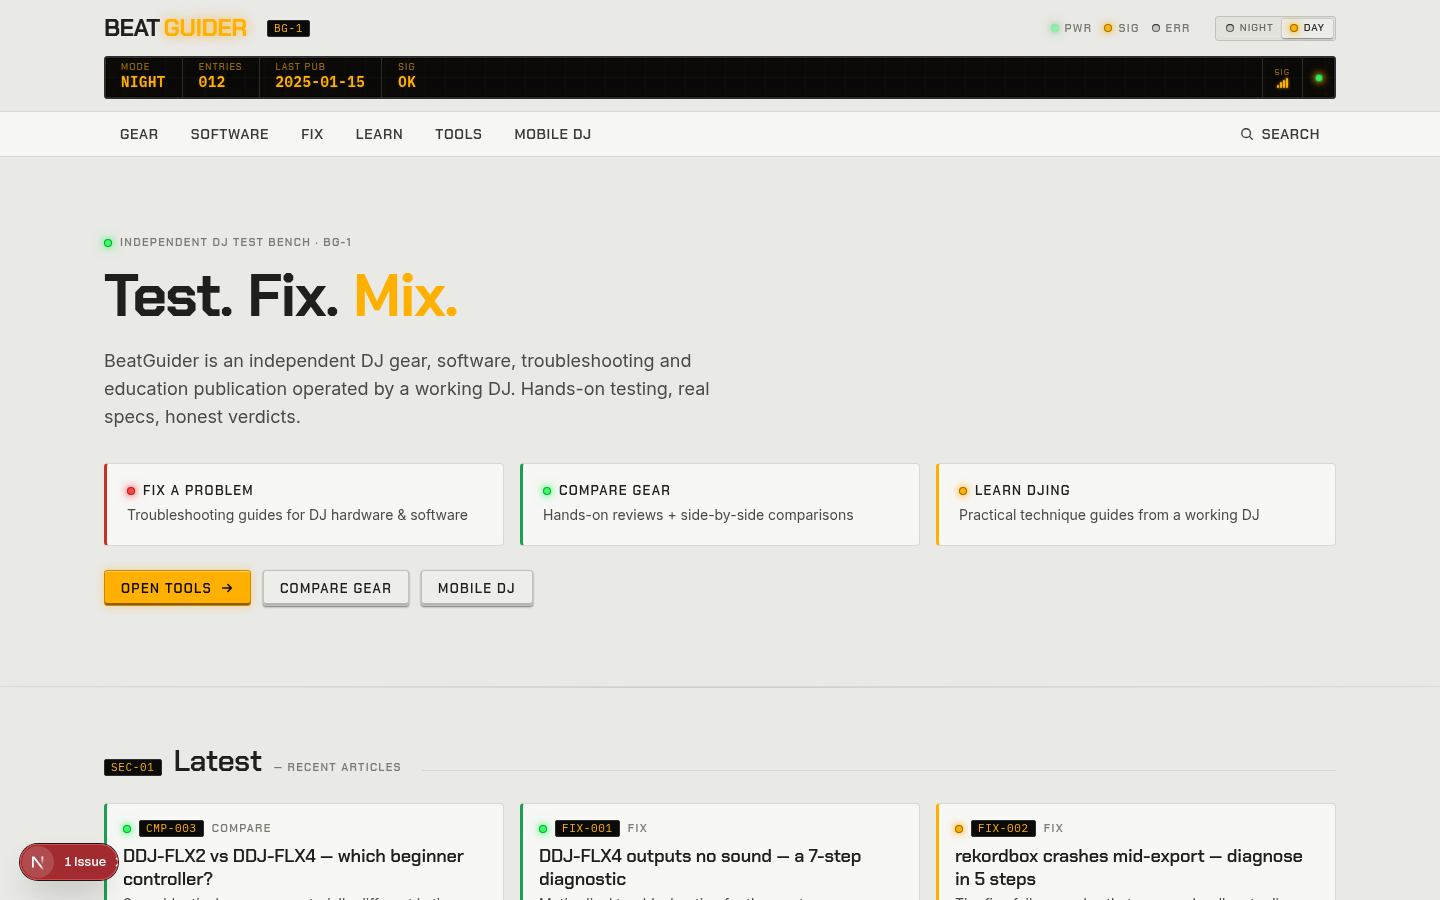 BEAT GUIDER BG-1 PWR SIG ERR NIGHT DAY
MODE ENTRIES LAST PUB SIG SIG
NIGHT 012 2025-01-15 OK
GEAR SOFTWARE FIX LEARN TOOLS MOBILE DJ SEARCH
INDEPENDENT DJ TEST BENCH · BG-1
Test. Fix. Mix.
BeatGuider is an independent DJ gear, software, troubleshooting and
education publication operated by a working DJ. Hands-on testing, real
specs, honest verdicts.
FIX A PROBLEM
Troubleshooting guides for DJ hardware & software
COMPARE GEAR
Hands-on reviews + side-by-side comparisons
LEARN DJING
Practical technique guides from a working DJ
OPEN TOOLS → COMPARE GEAR MOBILE DJ
SEC-01 Latest — RECENT ARTICLES
CMP-003 COMPARE
DDJ-FLX2 vs DDJ-FLX4 — which beginner
controller?
FIX-001 FIX
DDJ-FLX4 outputs no sound — a 7-step
diagnostic
FIX-002 FIX
rekordbox crashes mid-export — diagnose
in 5 steps
N 1 Issue